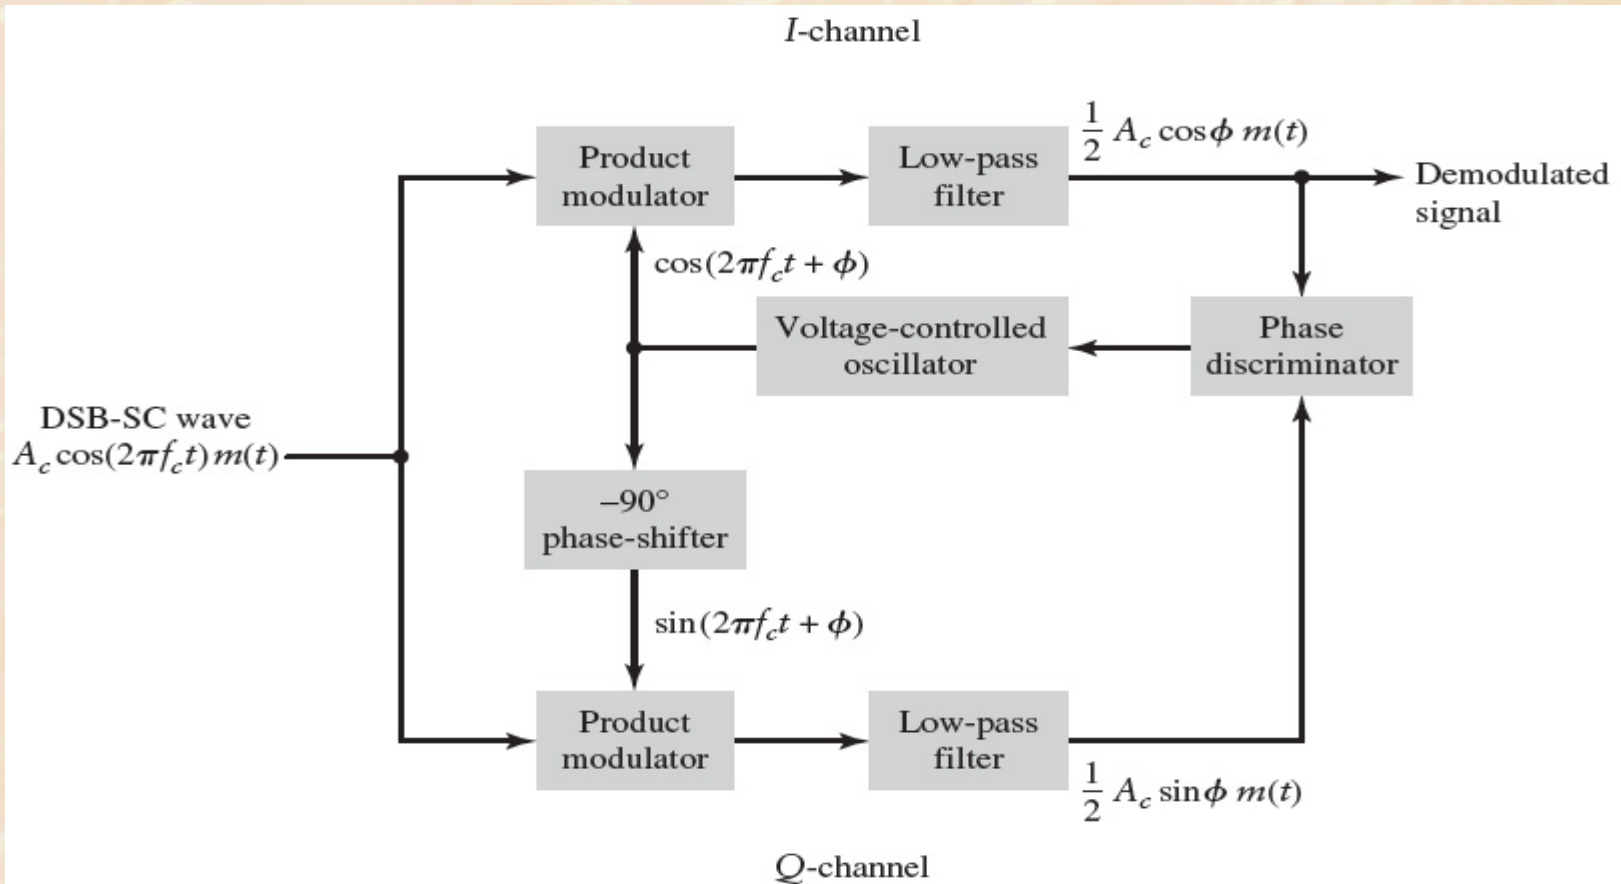 I-channel
Product
modulator
Low-pass
filter
1/2 A_c cosϕ m(t)
Demodulated
signal
cos(2πf_ct + ϕ)
Voltage-controlled
oscillator
Phase
discriminator
DSB-SC wave
A_c cos(2πf_ct) m(t)
–90°
phase-shifter
sin(2πf_ct + ϕ)
Product
modulator
Low-pass
filter
1/2 A_c sinϕ m(t)
Q-channel